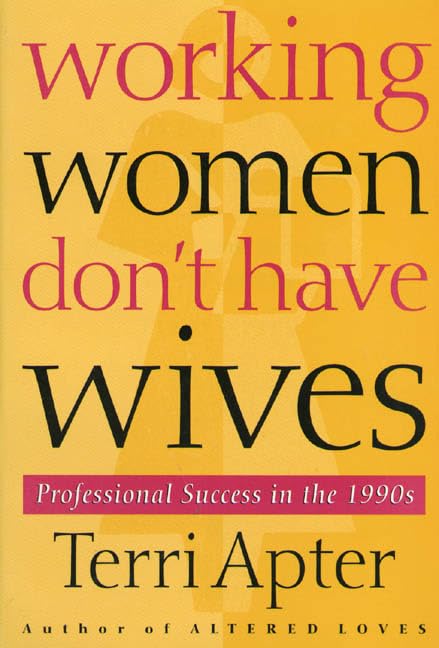 working
women
don't have
wives
Professional Success in the 1990s
Terri Apter
Author of ALTERED LOVES